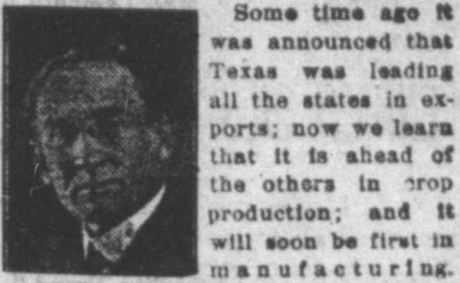 Some time ago it
was announced that
Texas was leading
all the states in ex-
ports; now we learn
that it is ahead of
the others in crop
production; and it
will soon be first in
manufacturing.